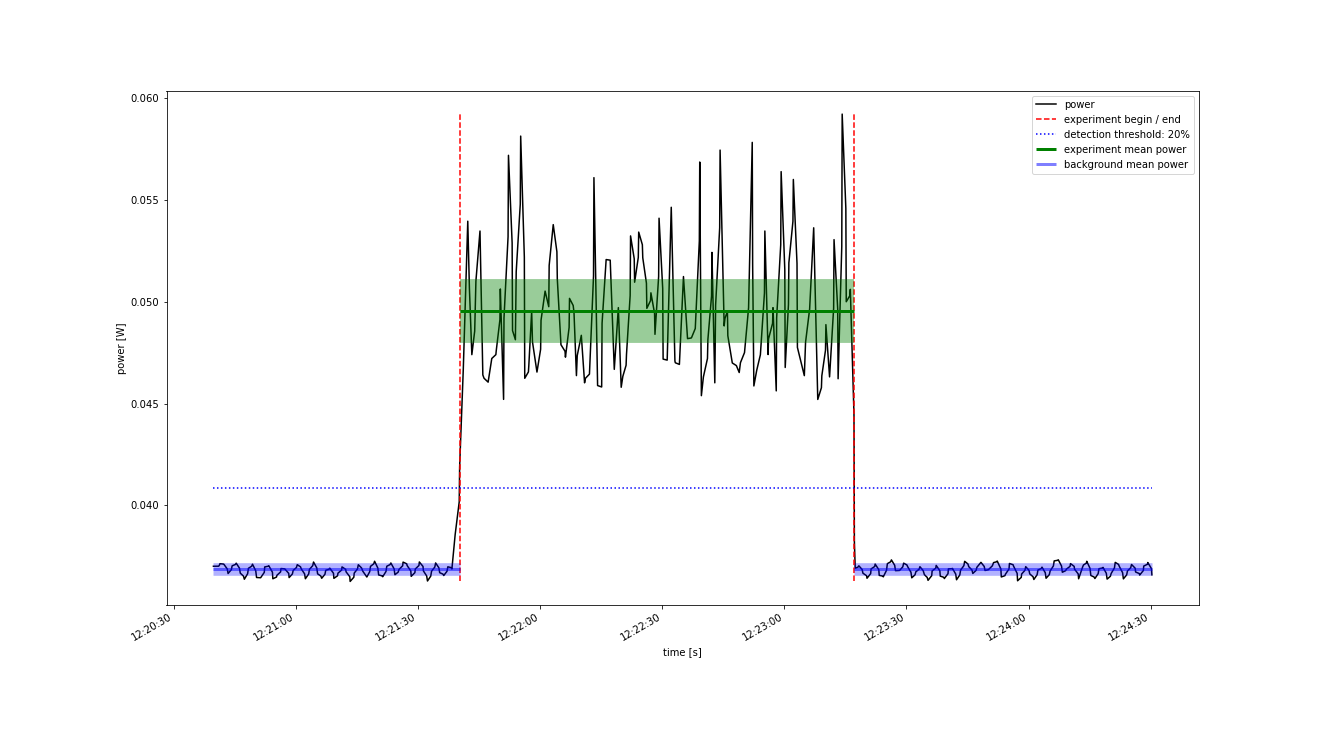 0.060
0.055
0.050
0.045
0.040
power [W]
12:20:30
12:21:00
12:21:30
12:22:00
12:22:30
12:23:00
12:23:30
12:24:00
12:24:30
time [s]
power
experiment begin / end
detection threshold: 20%
experiment mean power
background mean power